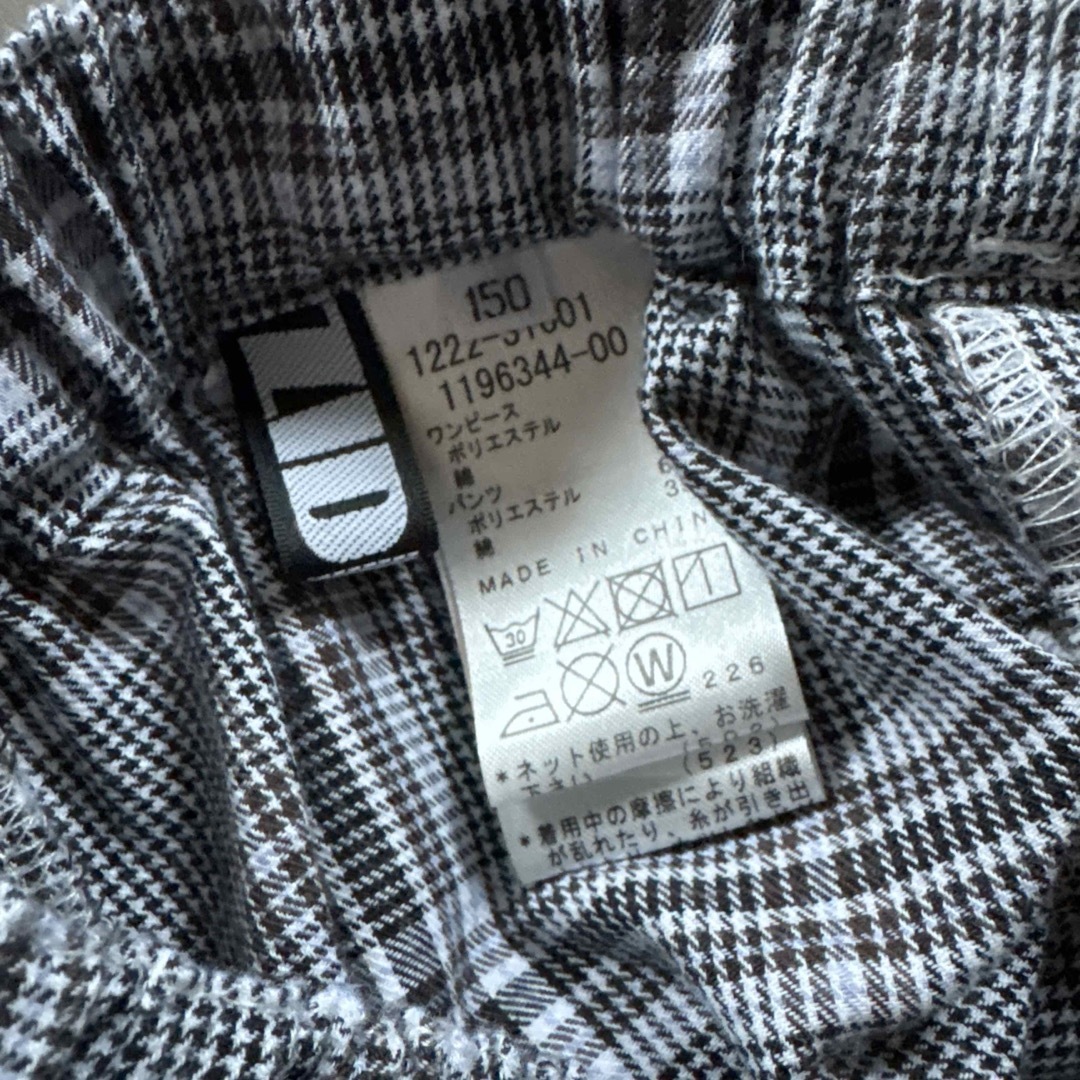 150
1196344-00
ワンピース
ポリエステル
綿
パンツ
ポリエステル
綿
MADE IN CHIN
30
W
226
*ネット使用の上、お洗濯
下さい
(523)
*着用中の摩擦により組織
が乱れたり、糸が引き出